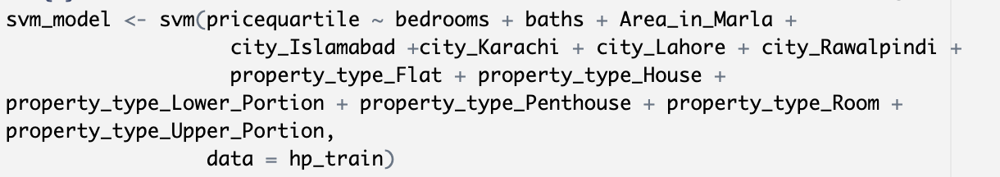 svm_model <- svm(pricequartile ~ bedrooms + baths + Area_in_Marla +
city_Islamabad +city_Karachi + city_Lahore + city_Rawalpindi +
property_type_Flat + property_type_House +
property_type_Lower_Portion + property_type_Penthouse + property_type_Room +
property_type_Upper_Portion,
data = hp_train)